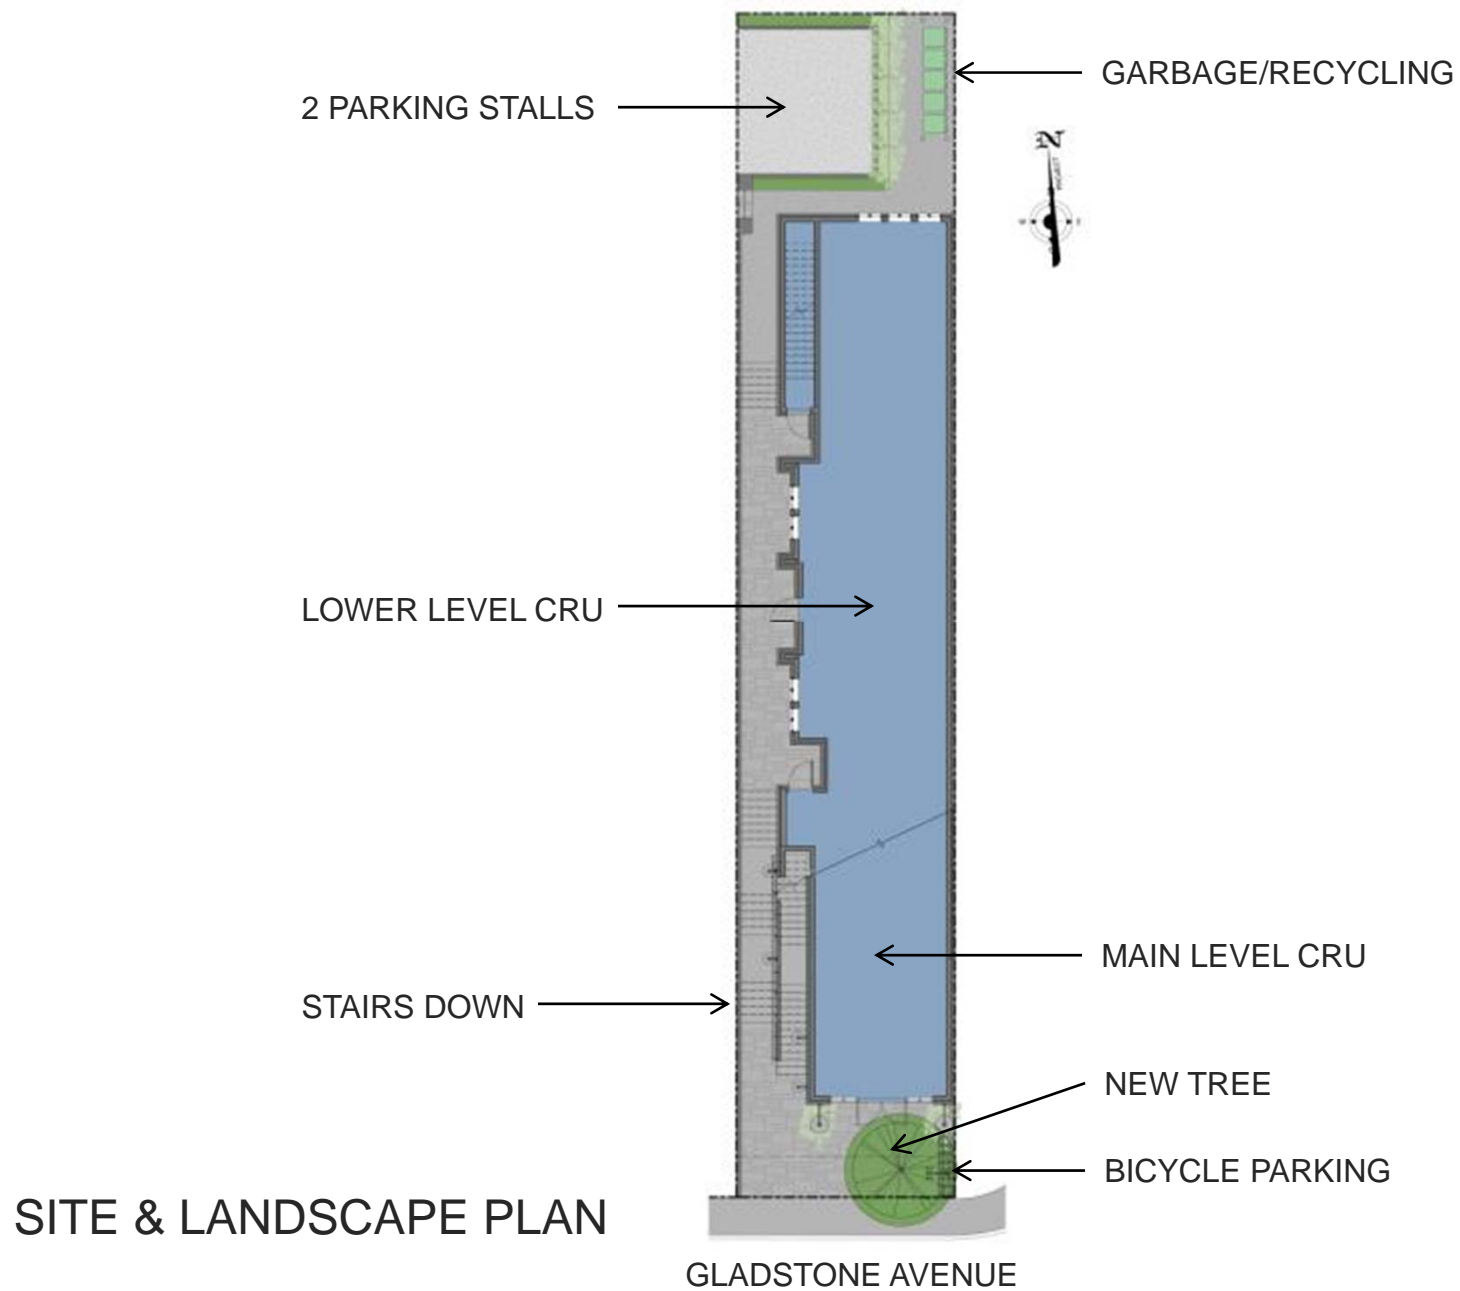 GARBAGE/RECYCLING
2 PARKING STALLS
N
LOWER LEVEL CRU
MAIN LEVEL CRU
STAIRS DOWN
NEW TREE
BICYCLE PARKING
SITE & LANDSCAPE PLAN
GLADSTONE AVENUE